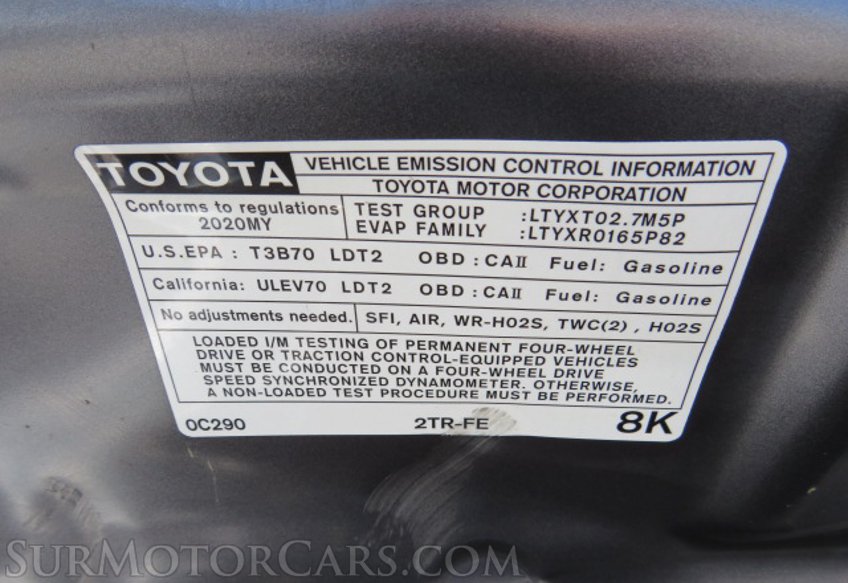 TOYOTA
VEHICLE EMISSION CONTROL INFORMATION
TOYOTA MOTOR CORPORATION
Conforms to regulations
2020MY
TEST GROUP :LTYXT02.7M5P
EVAP FAMILY :LTYXR0165P82
U.S.EPA : T3B70 LDT2 OBD : CAII Fuel: Gasoline
California: ULEV70 LDT2 OBD : CAII Fuel: Gasoline
No adjustments needed. SFI, AIR, WR-HO2S, TWC(2) , HO2S
LOADED I/M TESTING OF PERMANENT FOUR-WHEEL
DRIVE OR TRACTION CONTROL-EQUIPPED VEHICLES
MUST BE CONDUCTED ON A FOUR-WHEEL DRIVE
SPEED SYNCHRONIZED DYNAMOMETER. OTHERWISE,
A NON-LOADED TEST PROCEDURE MUST BE PERFORMED.
0C290 2TR-FE 8K
SURMOTORCARS.COM